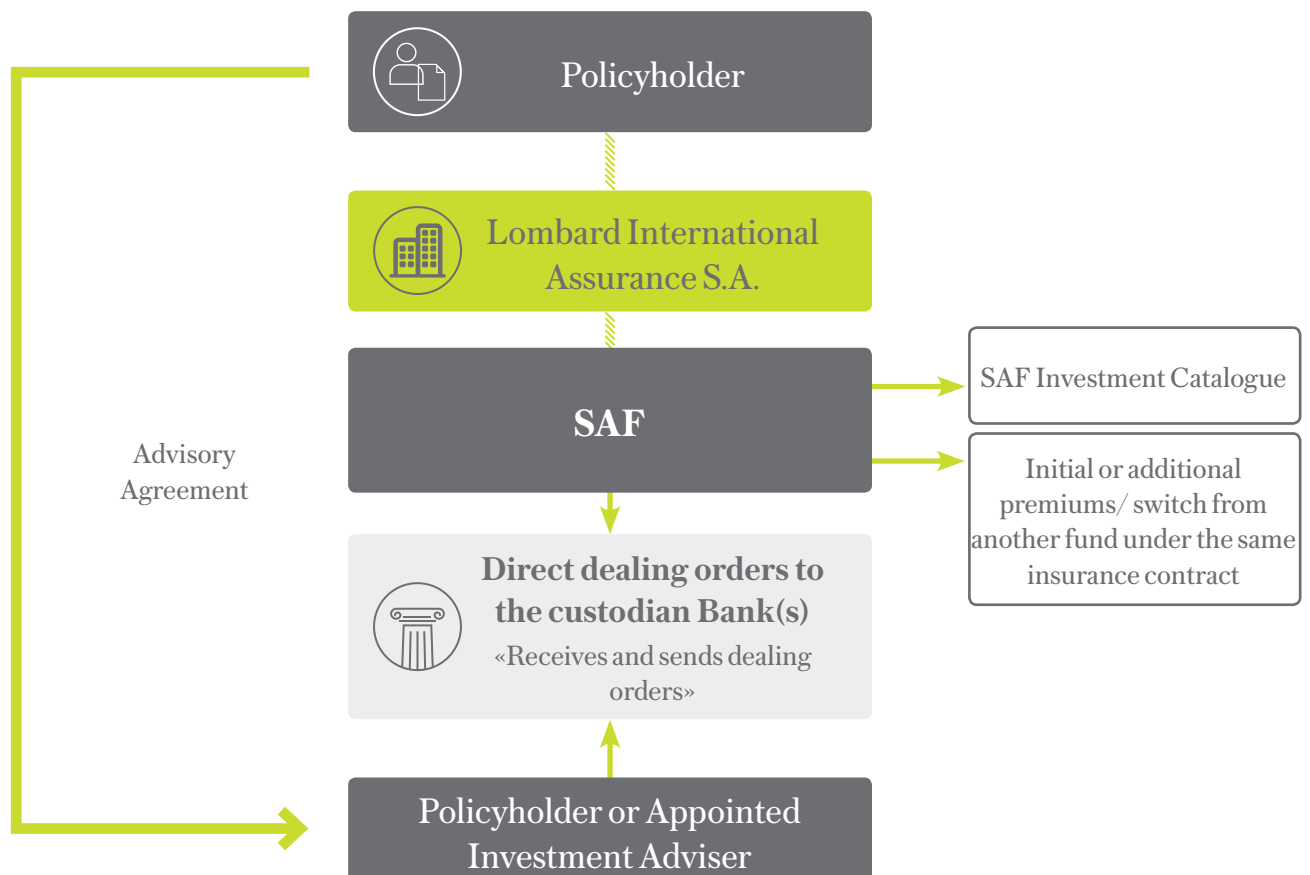 Policyholder
Lombard International
Assurance S.A.
SAF
SAF Investment Catalogue
Initial or additional
premiums/ switch from
another fund under the same
insurance contract
Advisory
Agreement
Direct dealing orders to
the custodian Bank(s)
«Receives and sends dealing
orders»
Policyholder or Appointed
Investment Adviser